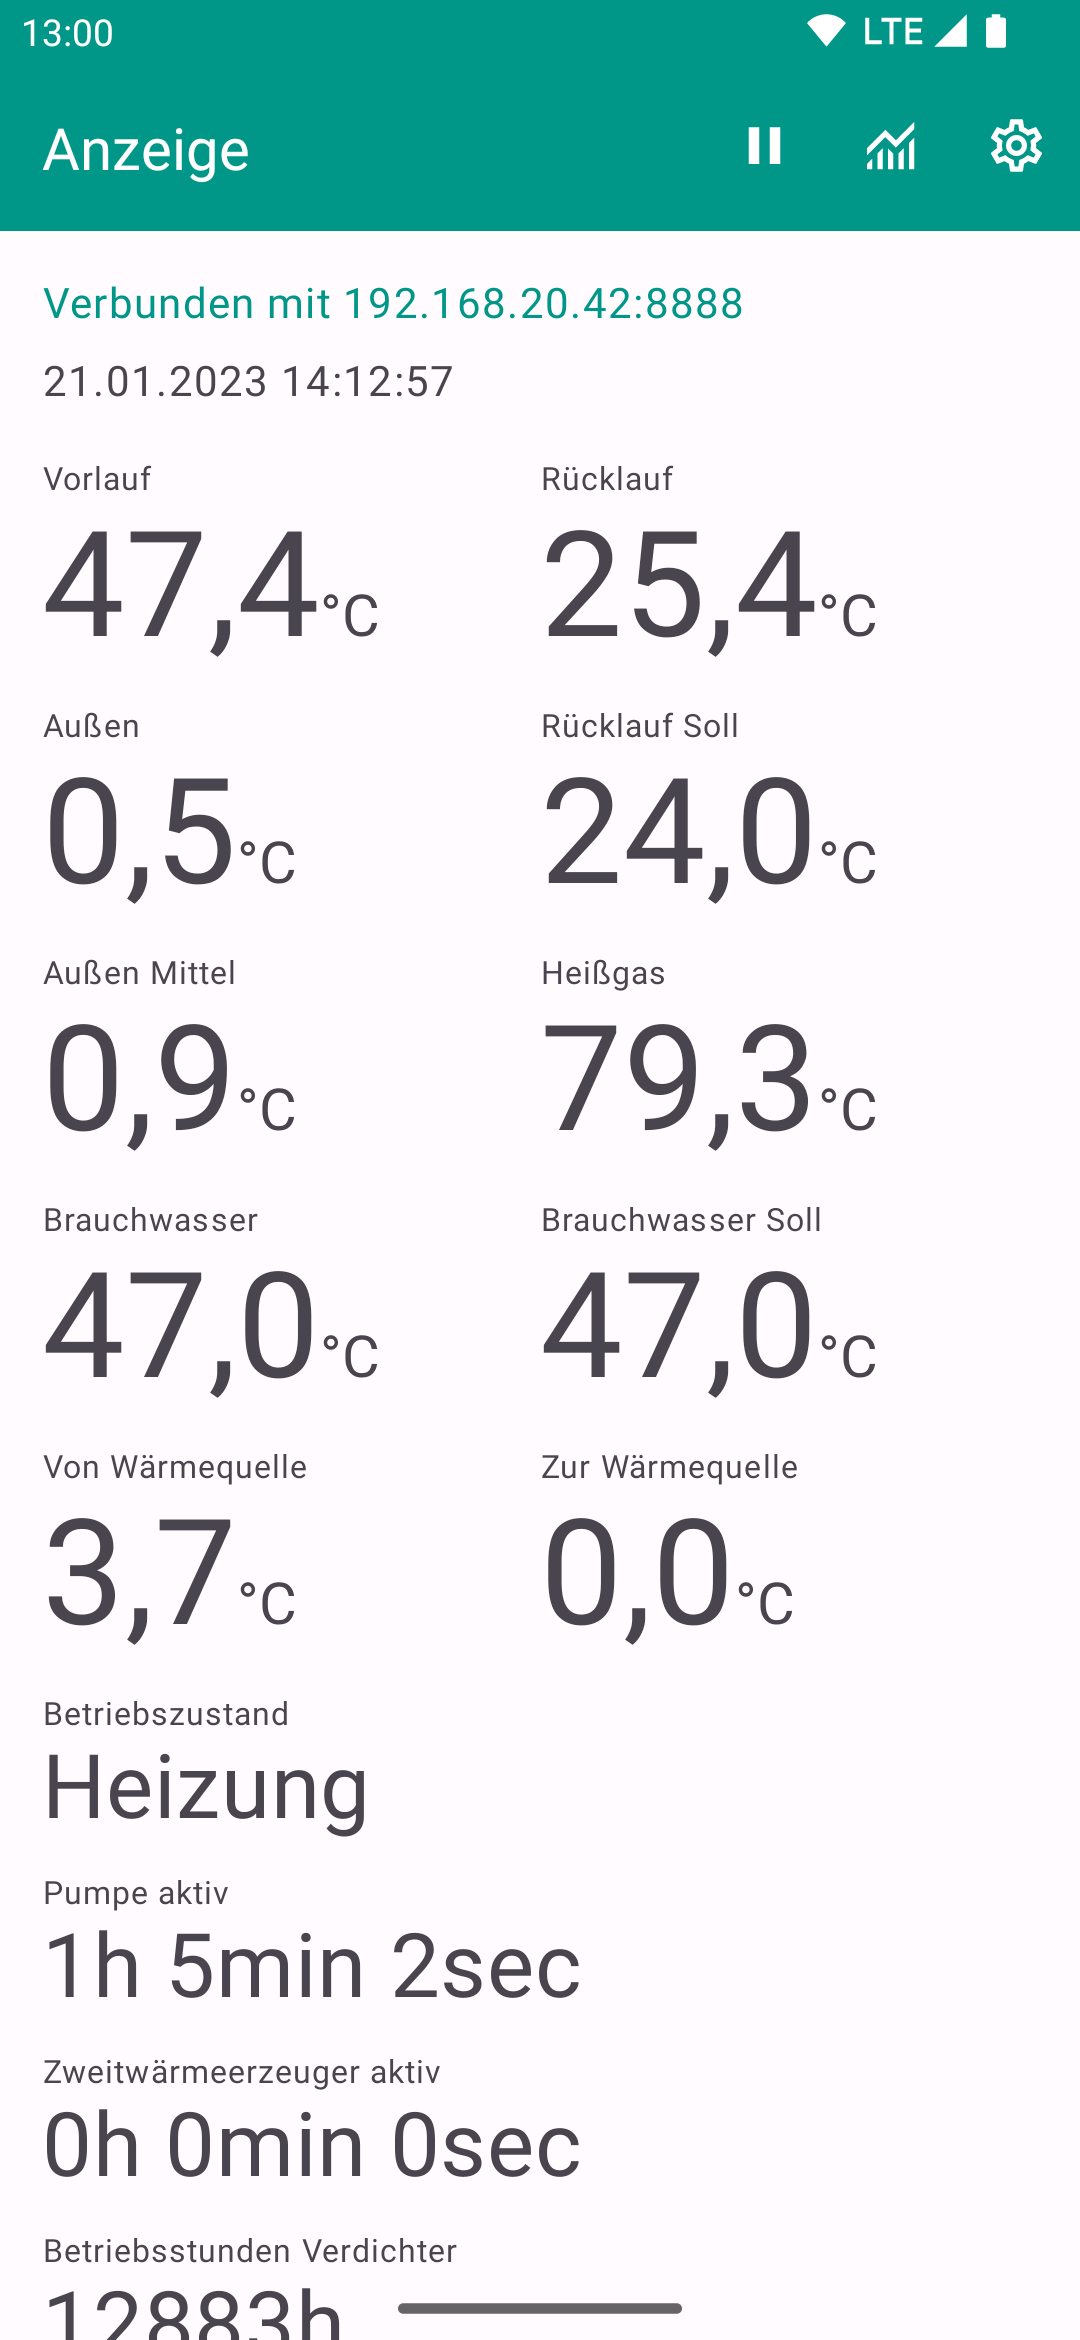 13:00 LTE
Anzeige
Verbunden mit 192.168.20.42:8888
21.01.2023 14:12:57
Vorlauf Rücklauf
47,4°C 25,4°C
Außen Rücklauf Soll
0,5°C 24,0°C
Außen Mittel Heißgas
0,9°C 79,3°C
Brauchwasser Brauchwasser Soll
47,0°C 47,0°C
Von Wärmequelle Zur Wärmequelle
3,7°C 0,0°C
Betriebszustand
Heizung
Pumpe aktiv
1h 5min 2sec
Zweitwärmeerzeuger aktiv
0h 0min 0sec
Betriebsstunden Verdichter
12883h